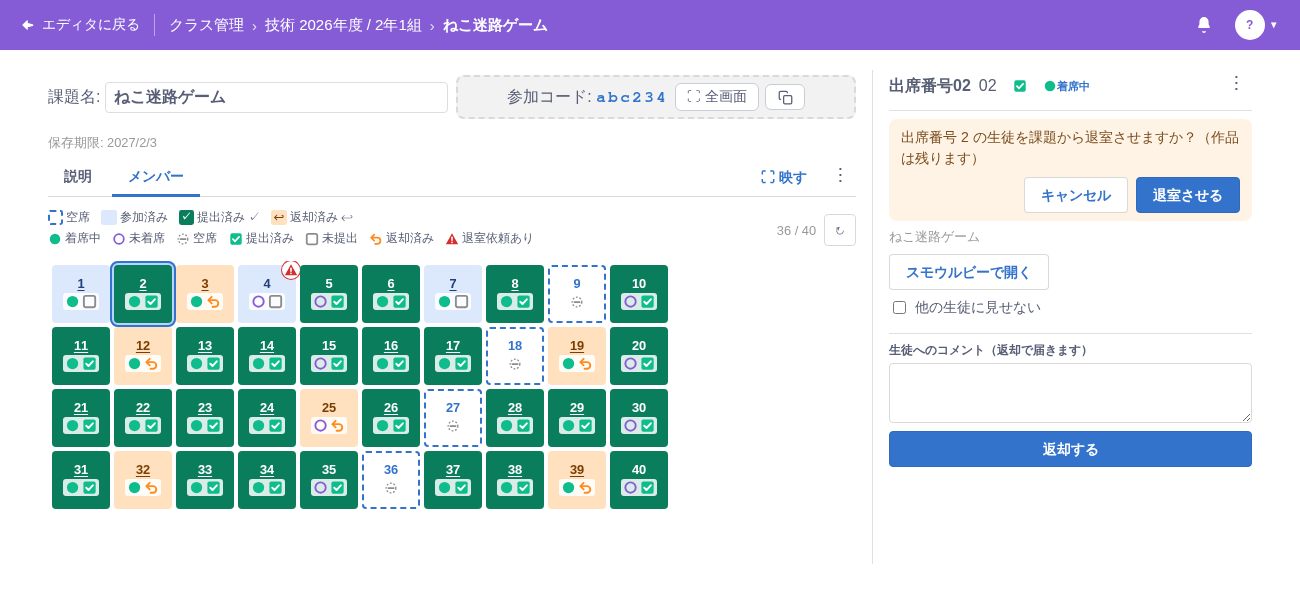 エディタに戻る クラス管理 › 技術 2026年度 / 2年1組 › ねこ迷路ゲーム ?
課題名: ねこ迷路ゲーム 参加コード: abc234 全画面
保存期限: 2027/2/3
説明 メンバー 映す
空席 参加済み 提出済み ✓ 返却済み ↩
着席中 未着席 空席 提出済み 未提出 返却済み 退室依頼あり
36 / 40
1 2 3 4 5 6 7 8 9 10
11 12 13 14 15 16 17 18 19 20
21 22 23 24 25 26 27 28 29 30
31 32 33 34 35 36 37 38 39 40
出席番号02 02 着席中
出席番号 2 の生徒を課題から退室させますか？（作品
は残ります）
キャンセル 退室させる
ねこ迷路ゲーム
スモウルビーで開く
他の生徒に見せない
生徒へのコメント（返却で届きます）
返却する